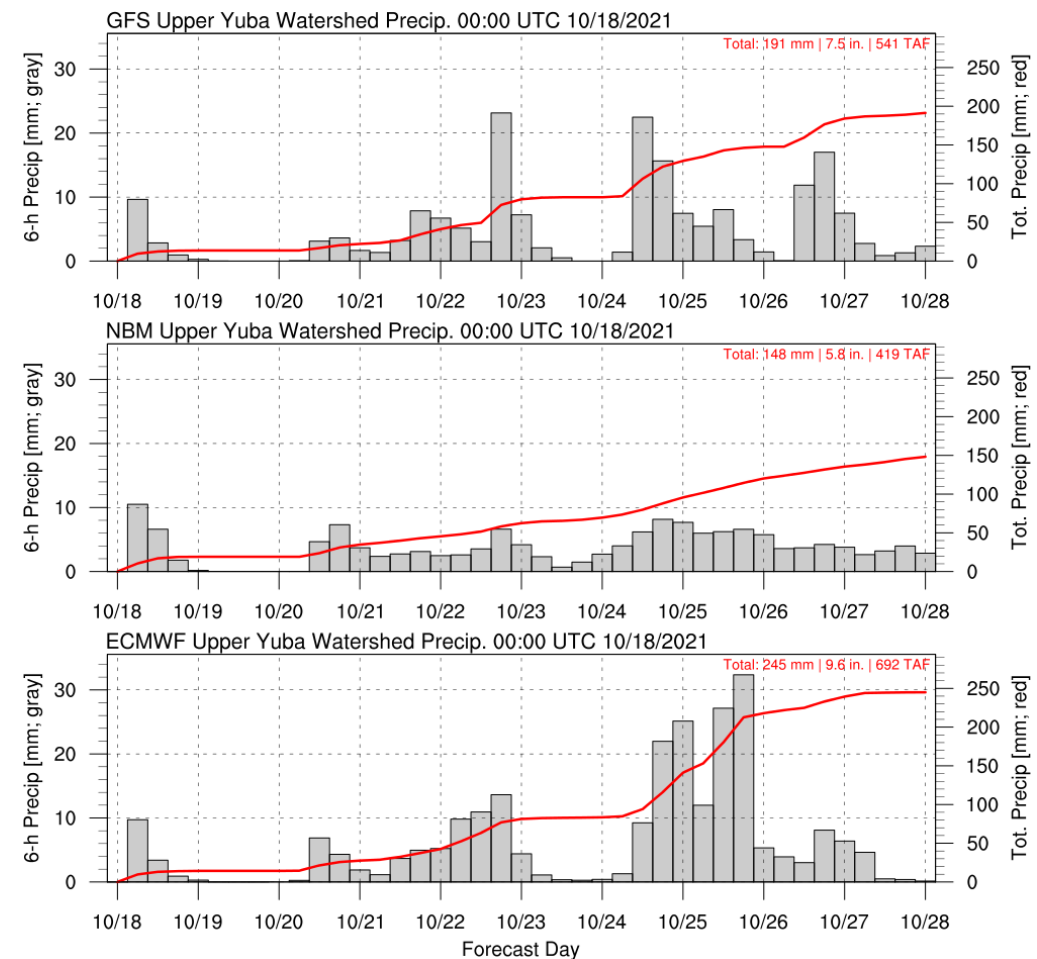 GFS Upper Yuba Watershed Precip. 00:00 UTC 10/18/2021
Total: 191 mm | 7.5 in. | 541 TAF
6-h Precip [mm; gray]
30
20
10
0
250
200
150
100
50
0
Tot. Precip [mm; red]
10/18 10/19 10/20 10/21 10/22 10/23 10/24 10/25 10/26 10/27 10/28
NBM Upper Yuba Watershed Precip. 00:00 UTC 10/18/2021
Total: 148 mm | 5.8 in. | 419 TAF
6-h Precip [mm; gray]
30
20
10
0
250
200
150
100
50
0
Tot. Precip [mm; red]
10/18 10/19 10/20 10/21 10/22 10/23 10/24 10/25 10/26 10/27 10/28
ECMWF Upper Yuba Watershed Precip. 00:00 UTC 10/18/2021
Total: 245 mm | 9.6 in. | 692 TAF
6-h Precip [mm; gray]
30
20
10
0
250
200
150
100
50
0
Tot. Precip [mm; red]
10/18 10/19 10/20 10/21 10/22 10/23 10/24 10/25 10/26 10/27 10/28
Forecast Day